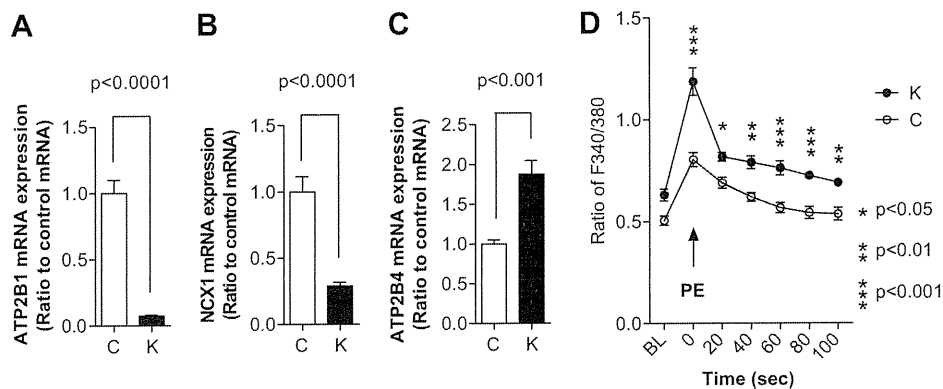 A
p<0.0001
ATP2B1 mRNA expression
(Ratio to control mRNA)
1.5
1.0
0.5
0.0
C K
B
p<0.0001
NCX1 mRNA expression
(Ratio to control mRNA)
1.5
1.0
0.5
0.0
C K
C
p<0.001
ATP2B4 mRNA expression
(Ratio to control mRNA)
2.5
2.0
1.5
1.0
0.5
0.0
C K
D
Ratio of F340/380
1.5
1.0
0.5
0.0
***
*
**
***
***
**
PE
BL 0 20 40 60 80 100
Time (sec)
K
C
* p<0.05
** p<0.01
*** p<0.001